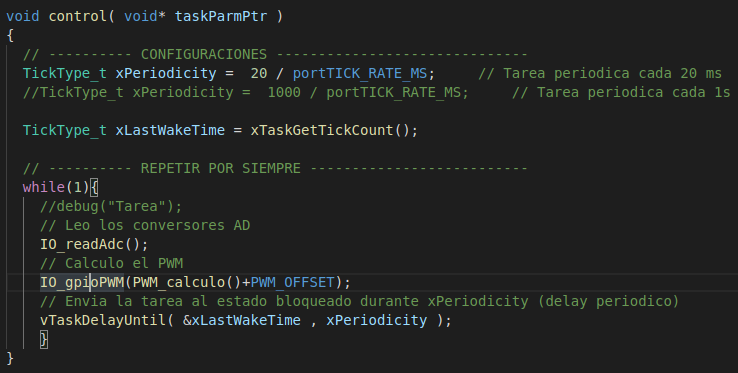 void control( void* taskParmPtr )
{
// ---------- CONFIGURACIONES ------------------------------
TickType_t xPeriodicity =  20 / portTICK_RATE_MS;     // Tarea periodica cada 20 ms
//TickType_t xPeriodicity =  1000 / portTICK_RATE_MS;     // Tarea periodica cada 1s
TickType_t xLastWakeTime = xTaskGetTickCount();
// ---------- REPETIR POR SIEMPRE --------------------------
while(1){
//debug("Tarea");
// Leo los conversores AD
IO_readAdc();
// Calculo el PWM
IO_gpioPWM(PWM_calculo()+PWM_OFFSET);
// Envia la tarea al estado bloqueado durante xPeriodicity (delay periodico)
vTaskDelayUntil( &xLastWakeTime , xPeriodicity );
}
}